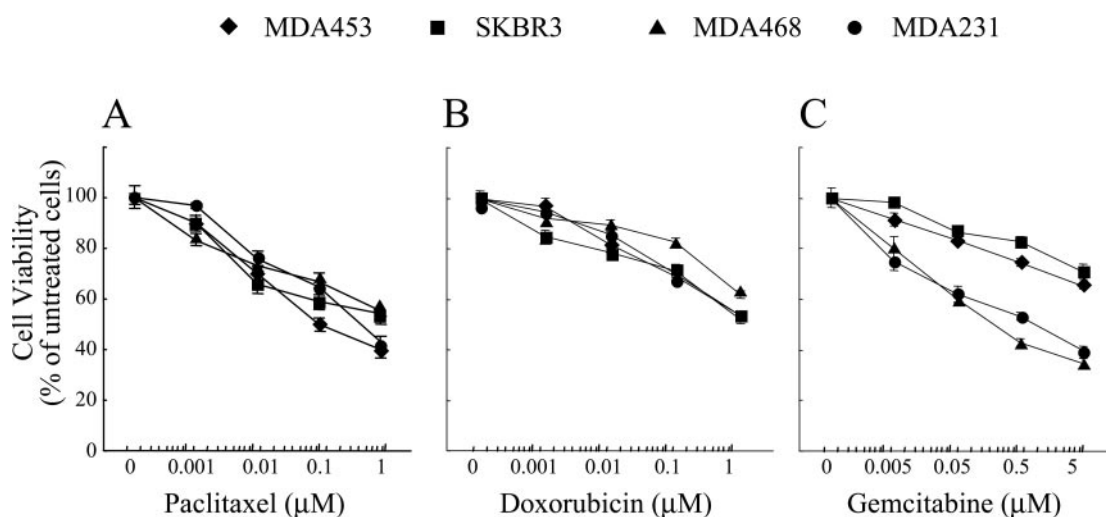 MDA453 SKBR3 MDA468 MDA231
A B C
Cell Viability
(% of untreated cells)
100
80
60
40
20
0
0 0.001 0.01 0.1 1
0 0.001 0.01 0.1 1
0 0.005 0.05 0.5 5
Paclitaxel (μM) Doxorubicin (μM) Gemcitabine (μM)